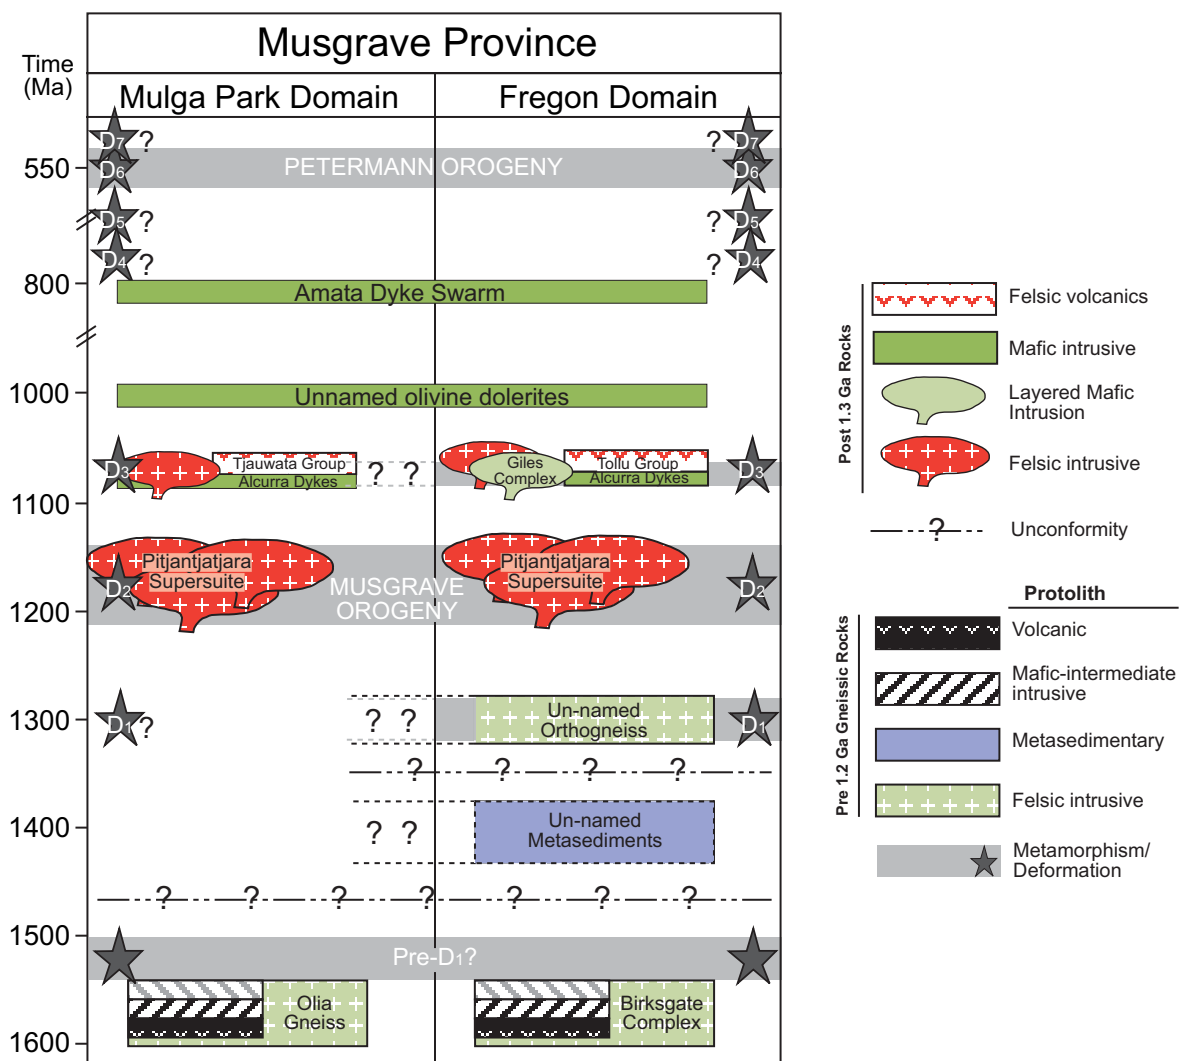 Musgrave Province
Time
(Ma)
Mulga Park Domain
Fregon Domain
D7
?
?
D7
550
PETERMANN OROGENY
D6
D6
D5
?
?
D5
D4
?
?
D4
800
Amata Dyke Swarm
1000
Unnamed olivine dolerites
D3
Tjauwata Group
Alcurra Dykes
? ?
Giles
Complex
Tollu Group
Alcurra Dykes
D3
1100
Pitjantjatjara
Supersuite
D2
MUSGRAVE
OROGENY
Pitjantjatjara
Supersuite
D2
1200
1300
D1
?
? ?
Un-named
Orthogneiss
D1
? ? ? ?
1400
? ?
Un-named
Metasediments
? ? ? ? ? ? ?
1500
Pre-D1?
Olia
Gneiss
Birksgate
Complex
1600
Post 1.3 Ga Rocks
Felsic volcanics
Mafic intrusive
Layered Mafic
Intrusion
Felsic intrusive
?
Unconformity
Protolith
Pre 1.2 Ga Gneissic Rocks
Volcanic
Mafic-intermediate
intrusive
Metasedimentary
Felsic intrusive
Metamorphism/
Deformation